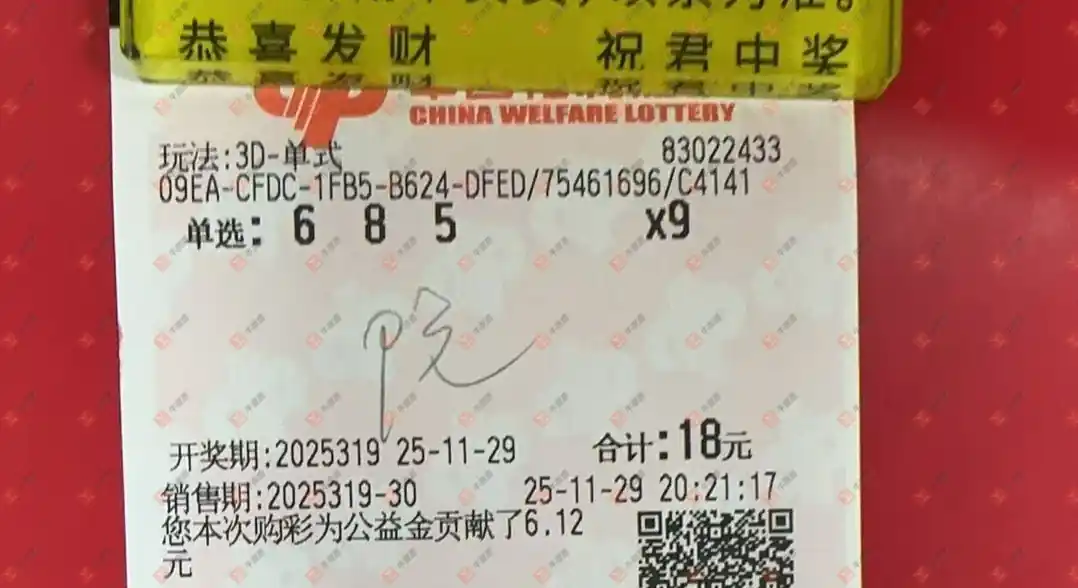 恭喜发财 祝君中奖
CHINA WELFARE LOTTERY
玩法:3D-单式 83022433
09EA-CFDC-1FB5-B624-DFED/75461696/C4141
单选: 6 8 5 x9
开奖期:2025319 25-11-29 合计:18元
销售期:2025319-30 25-11-29 20:21:17
您本次购彩为公益金贡献了6.12
元